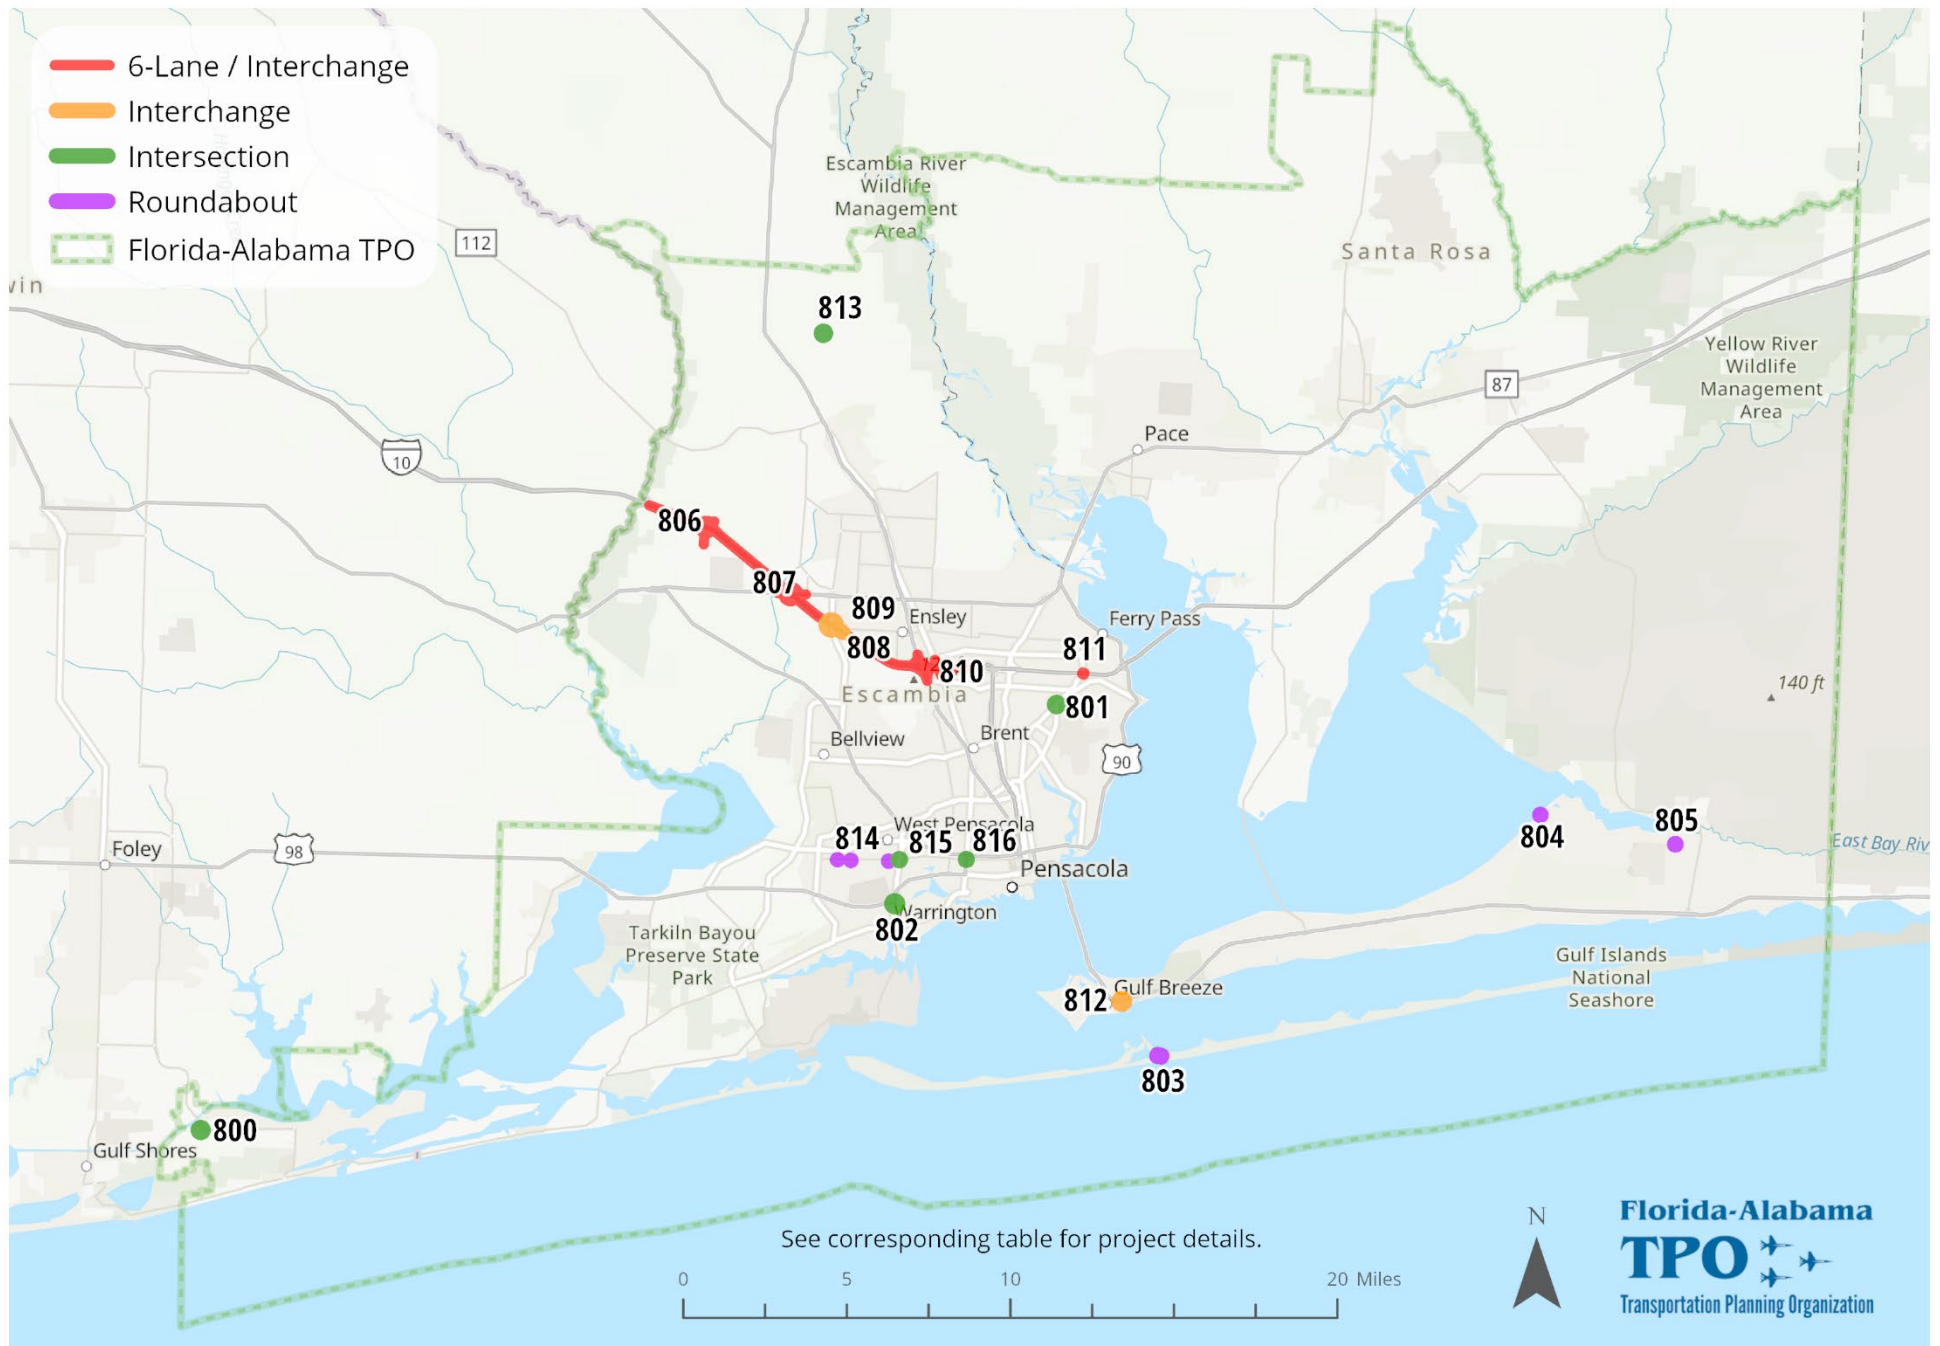 6-Lane / Interchange
Interchange
Intersection
Roundabout
Florida-Alabama TPO
112
Escambia River
Wildlife
Management
Area
Santa Rosa
813
Yellow River
Wildlife
Management
Area
87
Pace
10
806
807
809
Ensley
808
810
811
Ferry Pass
Escambia
801
140 ft
Bellview
Brent
90
West Pensacola
814
815
816
Pensacola
804
805
East Bay Riv
Foley
98
Warrington
802
Tarkiln Bayou
Preserve State
Park
Gulf Islands
National
Seashore
812
Gulf Breeze
803
800
Gulf Shores
See corresponding table for project details.
0 5 10 20 Miles
N
Florida-Alabama
TPO
Transportation Planning Organization